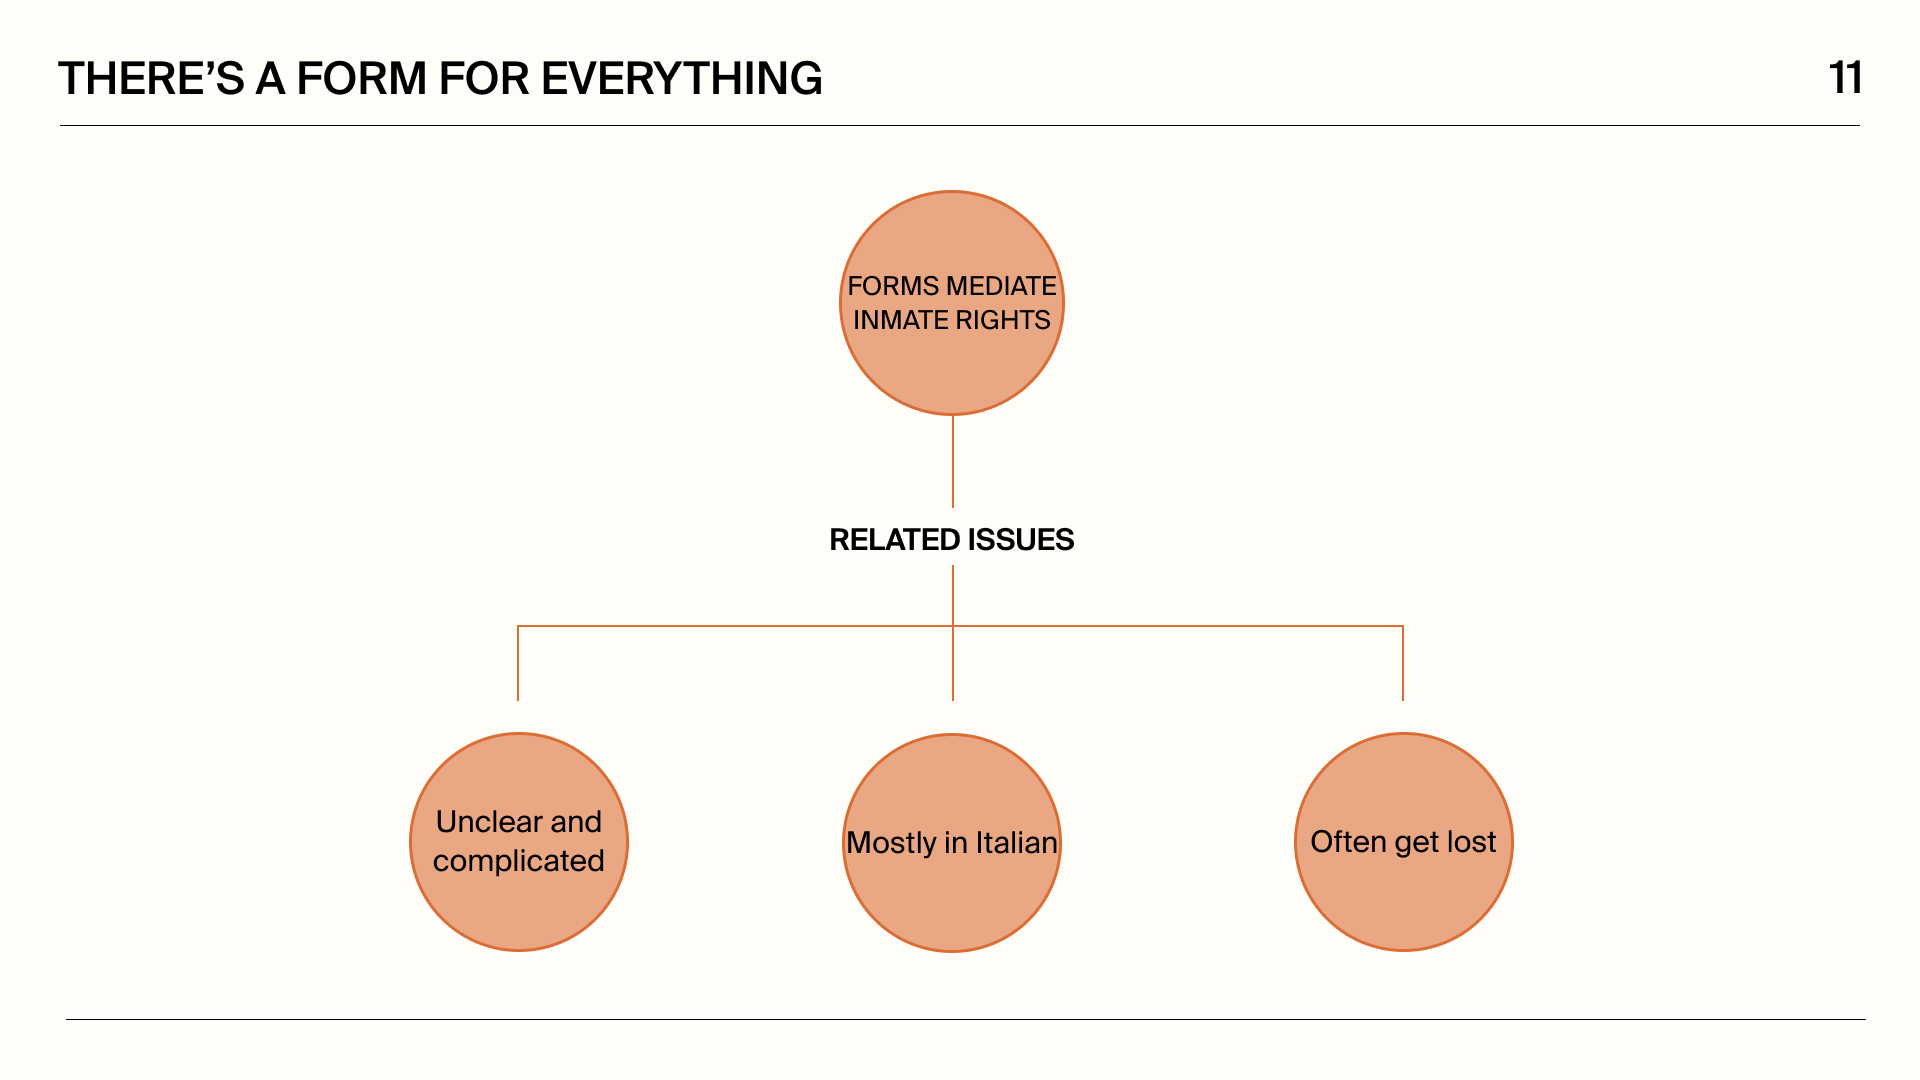 THERE’S A FORM FOR EVERYTHING
11
FORMS MEDIATE
INMATE RIGHTS
RELATED ISSUES
Unclear and
complicated
Mostly in Italian
Often get lost